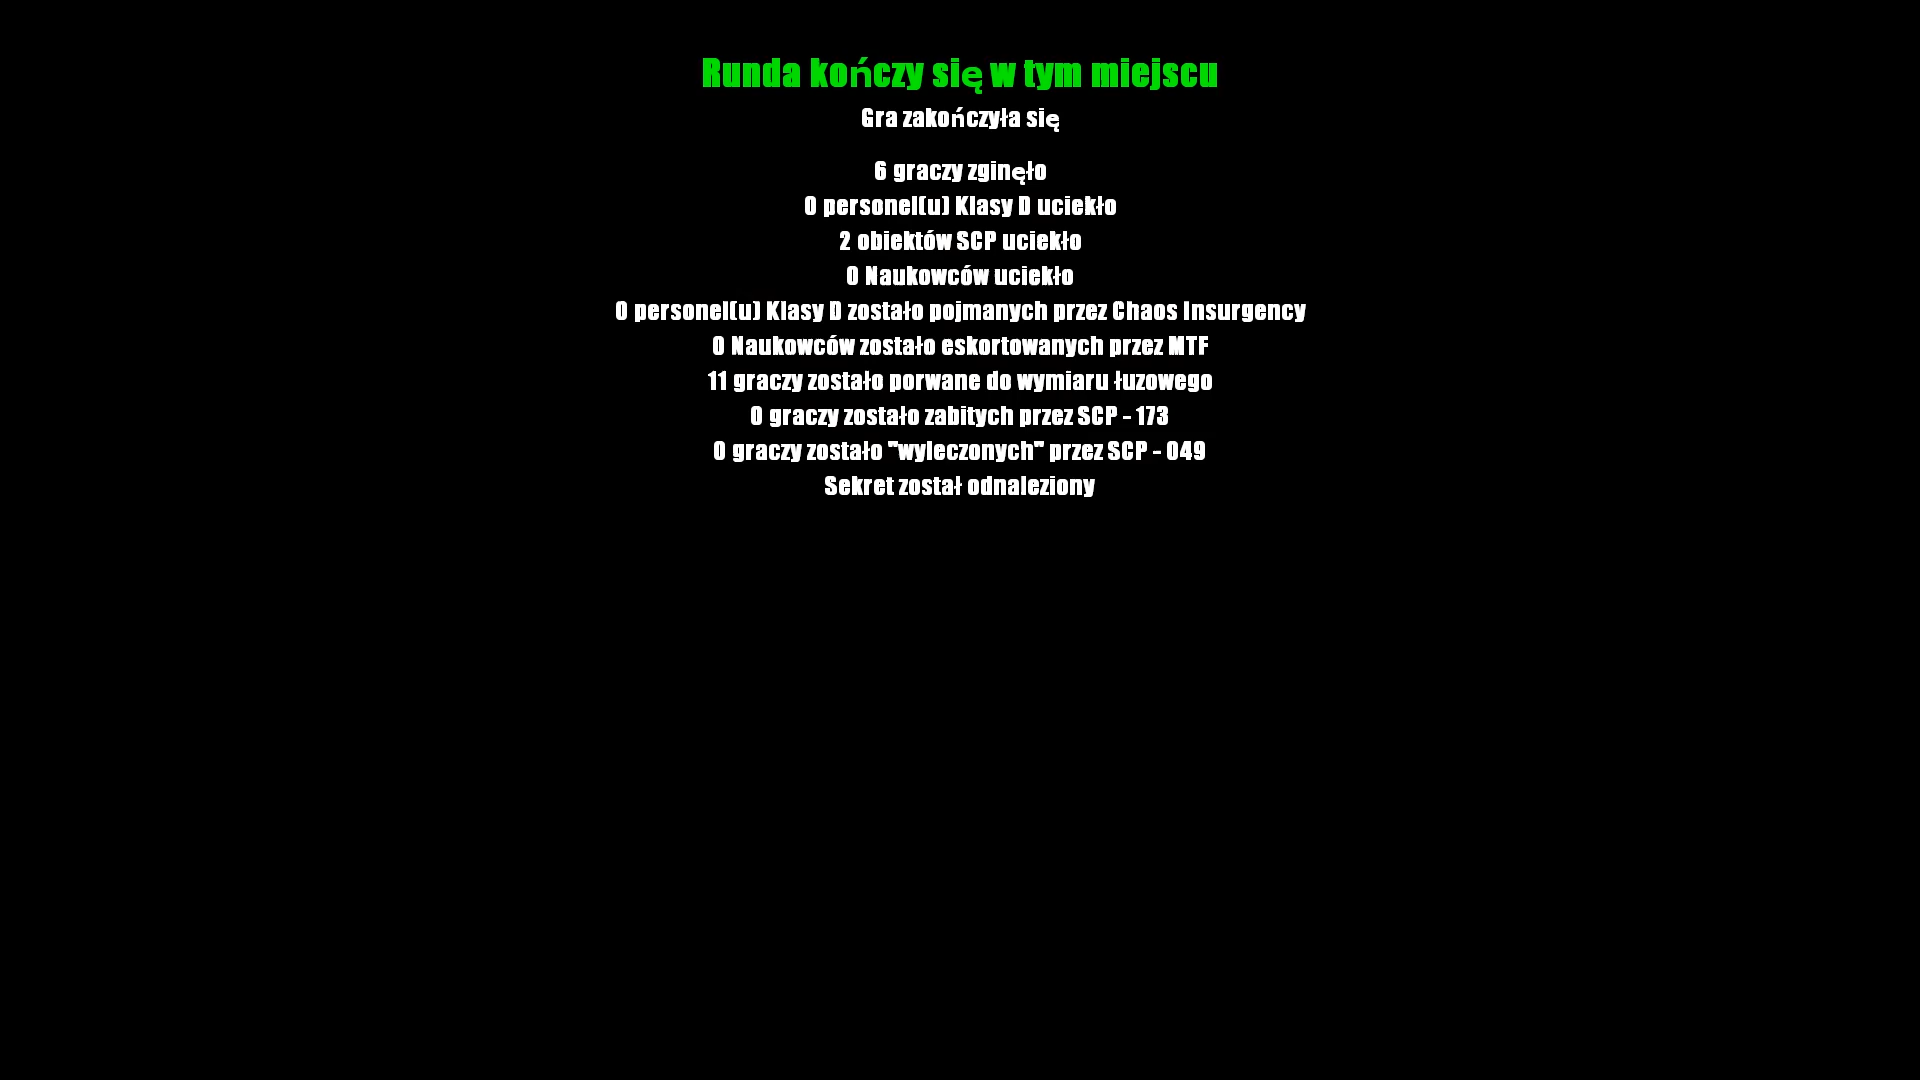 Runda kończy się w tym miejscu
Gra zakończyła się
6 graczy zginęło
0 personel(u) Klasy D uciekło
2 obiektów SCP uciekło
0 Naukowców uciekło
0 personel(u) Klasy D zostało pojmanych przez Chaos Insurgency
0 Naukowców zostało eskortowanych przez MTF
11 graczy zostało porwane do wymiaru łuzowego
0 graczy zostało zabitych przez SCP - 173
0 graczy zostało "wyleczonych" przez SCP - 049
Sekret został odnaleziony